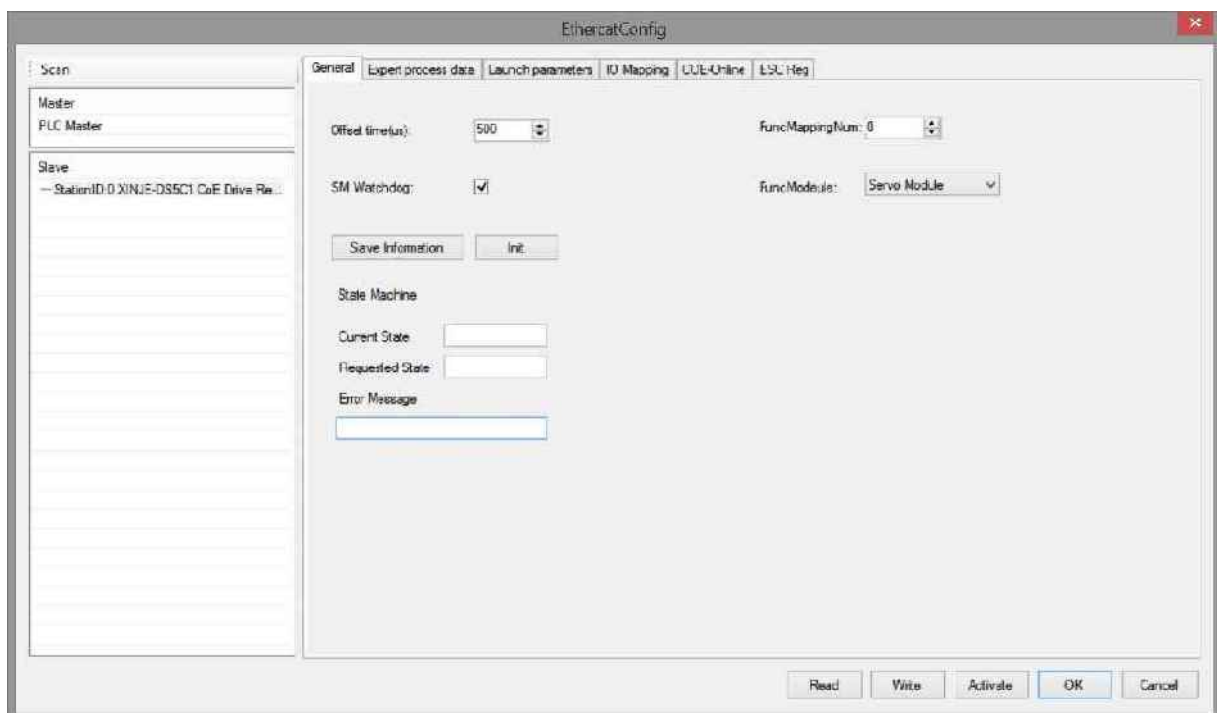 EthercatConfig
Scan
Master
PLC Master
Slave
StationID:0 XINJE-DS5C1 CoE Drive Re...
General Expert process data Launch parameters IO Mapping COE-Online ESC Reg
Offset time(us): 500 FuncMappingNum: 0
SM Watchdog: FuncModeule: Servo Module
Save Information Init
State Machine
Current State
Requested State
Error Message
Read Write Activate OK Cancel